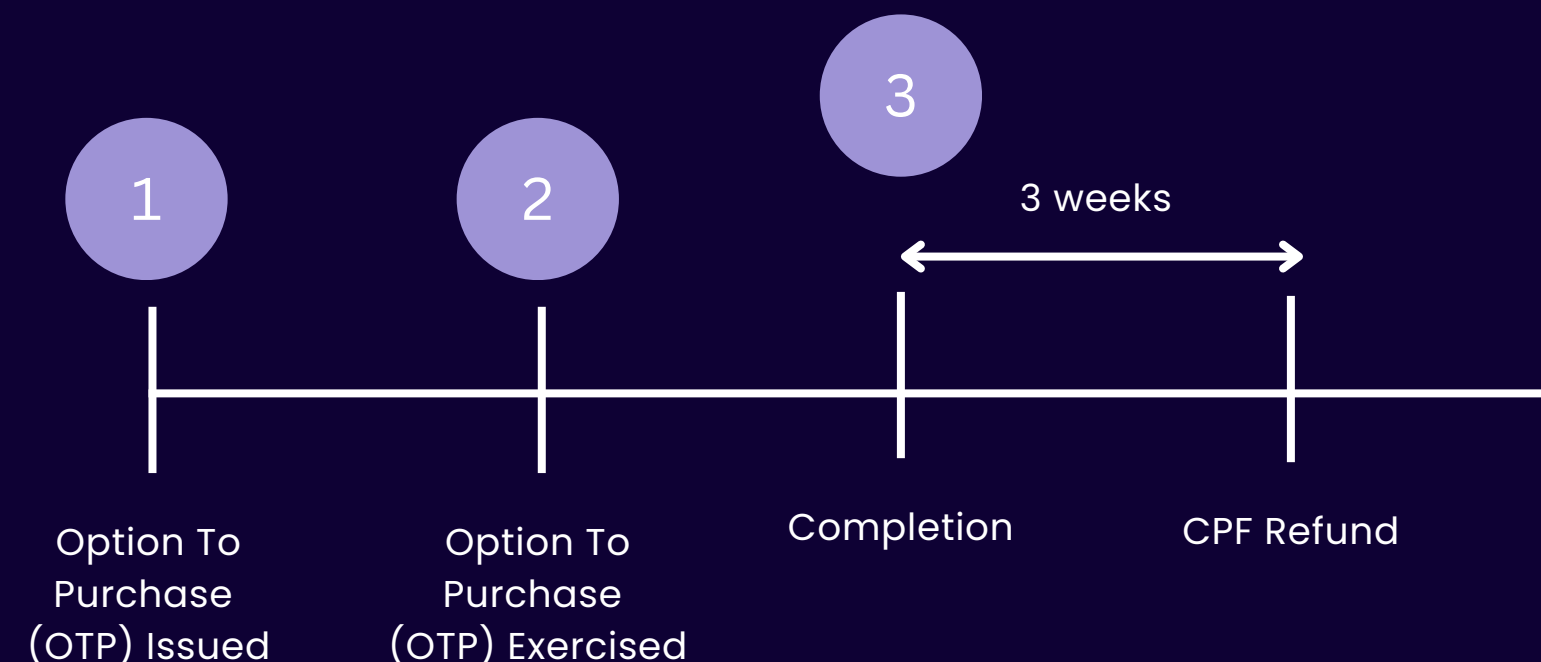 1
2
3
3 weeks
Option To
Purchase
(OTP) Issued
Option To
Purchase
(OTP) Exercised
Completion
CPF Refund